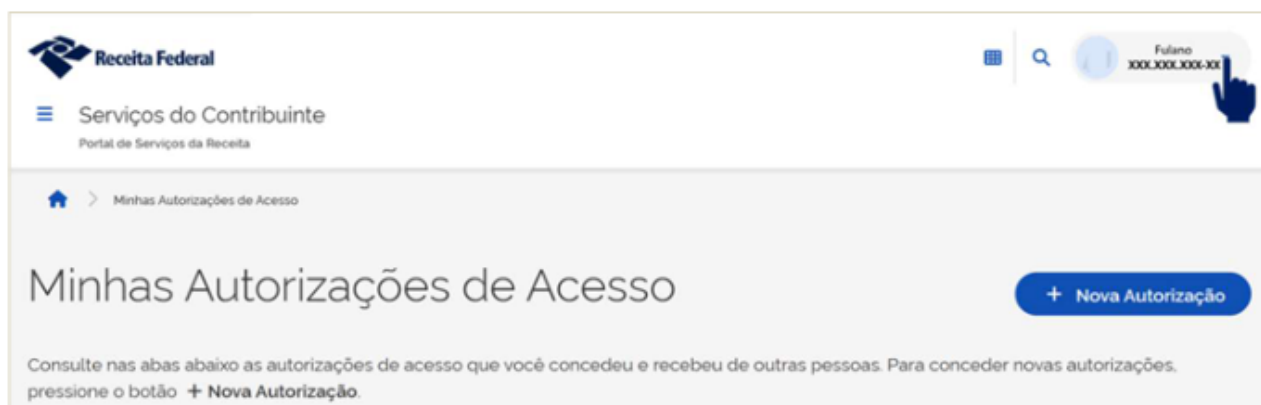 Receita Federal
Fulano
XXX.XXX.XXX-XX
Serviços do Contribuinte
Portal de Serviços da Receita
Minhas Autorizações de Acesso
Minhas Autorizações de Acesso
+ Nova Autorização
Consulte nas abas abaixo as autorizações de acesso que você concedeu e recebeu de outras pessoas. Para conceder novas autorizações,
pressione o botão + Nova Autorização.